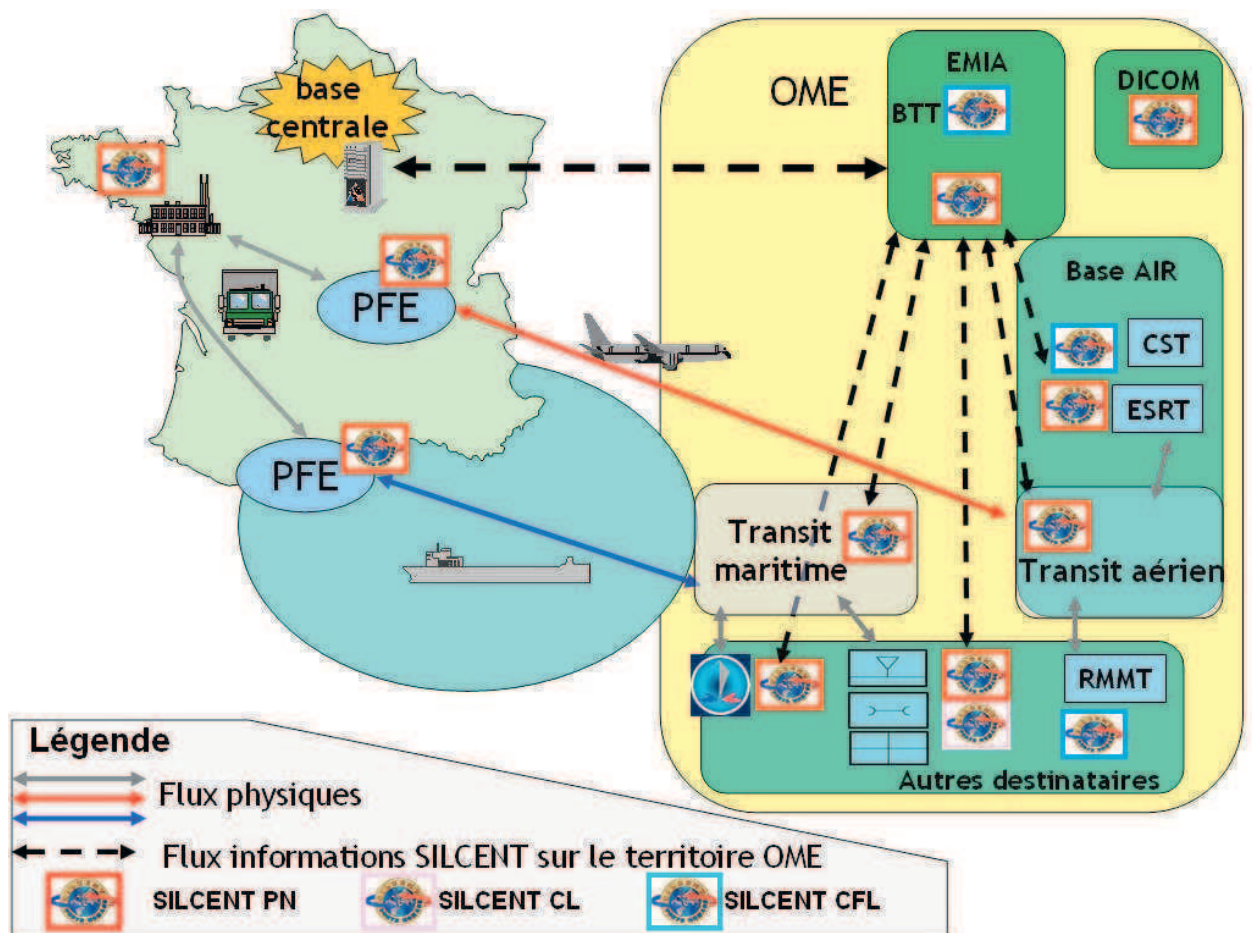 base
centrale
PFE
PFE
OME
EMIA
BTT
DICOM
Base AIR
CST
ESRT
Transit
maritime
Transit aérien
RMMT
Autres destinataires
Légende
Flux physiques
Flux informations SILCENT sur le territoire OME
SILCENT PN
SILCENT CL
SILCENT CFL